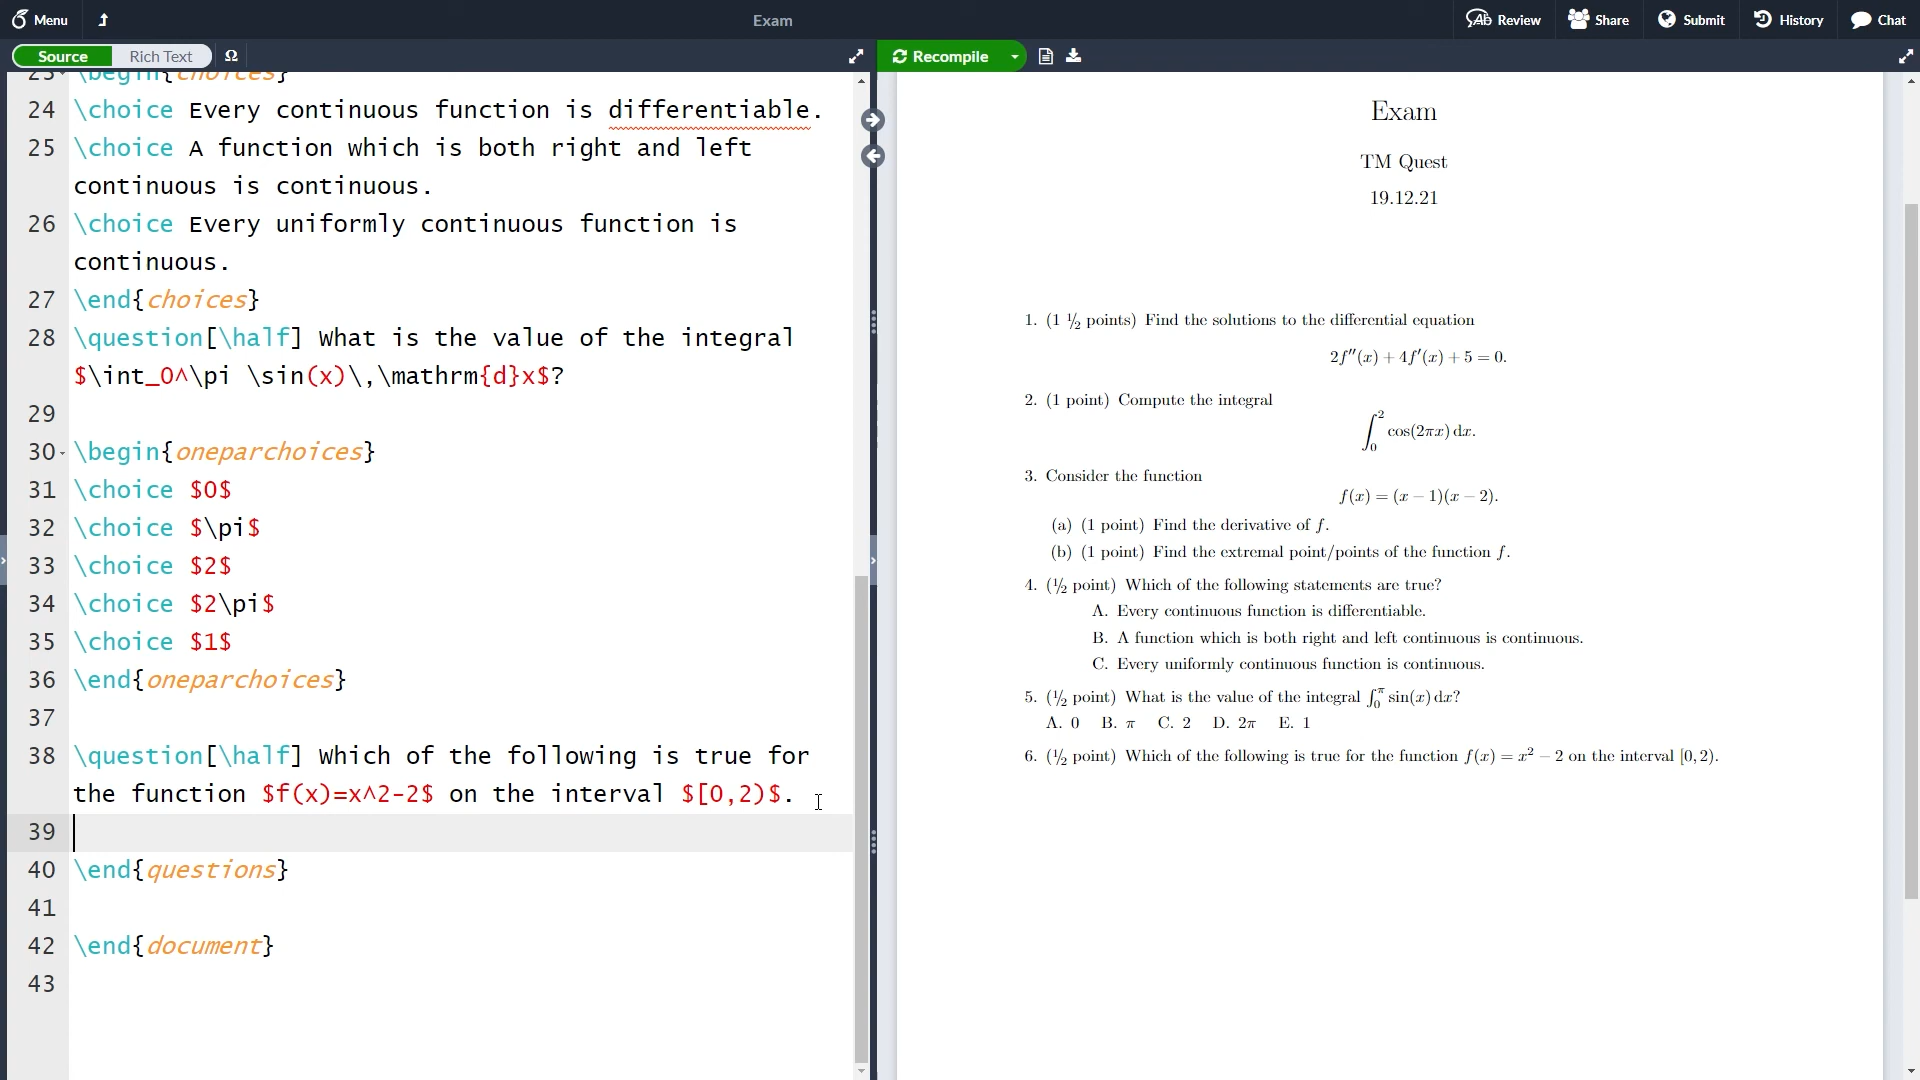 Menu
Exam
Review
Share
Submit
History
Chat
Source
Rich Text
Ω
Recompile
23 \begin{choices}
24 \choice Every continuous function is differentiable.
25 \choice A function which is both right and left
continuous is continuous.
26 \choice Every uniformly continuous function is
continuous.
27 \end{choices}
28 \question[\half] What is the value of the integral
$\int_0^\pi \sin(x)\,\mathrm{d}x$?
29
30 \begin{oneparchoices}
31 \choice $0$
32 \choice $\pi$
33 \choice $2$
34 \choice $2\pi$
35 \choice $1$
36 \end{oneparchoices}
37
38 \question[\half] Which of the following is true for
the function $f(x)=x^2-2$ on the interval $[0,2)$.
39
40 \end{questions}
41
42 \end{document}
43
Exam
TM Quest
19.12.21
1. (1 ½ points) Find the solutions to the differential equation
2f″(x) + 4f′(x) + 5 = 0.
2. (1 point) Compute the integral
∫₀² cos(2πx) dx.
3. Consider the function
f(x) = (x − 1)(x − 2).
(a) (1 point) Find the derivative of f.
(b) (1 point) Find the extremal point/points of the function f.
4. (½ point) Which of the following statements are true?
A. Every continuous function is differentiable.
B. A function which is both right and left continuous is continuous.
C. Every uniformly continuous function is continuous.
5. (½ point) What is the value of the integral ∫₀^π sin(x) dx?
A. 0 B. π C. 2 D. 2π E. 1
6. (½ point) Which of the following is true for the function f(x) = x² − 2 on the interval [0, 2).